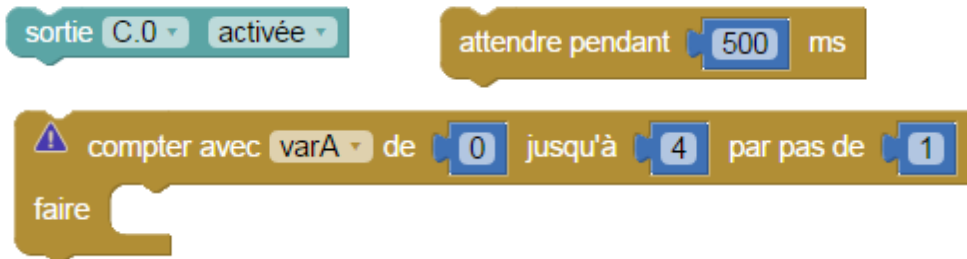 sortie C.0 activée
attendre pendant 500 ms
compter avec varA de 0 jusqu'à 4 par pas de 1
faire